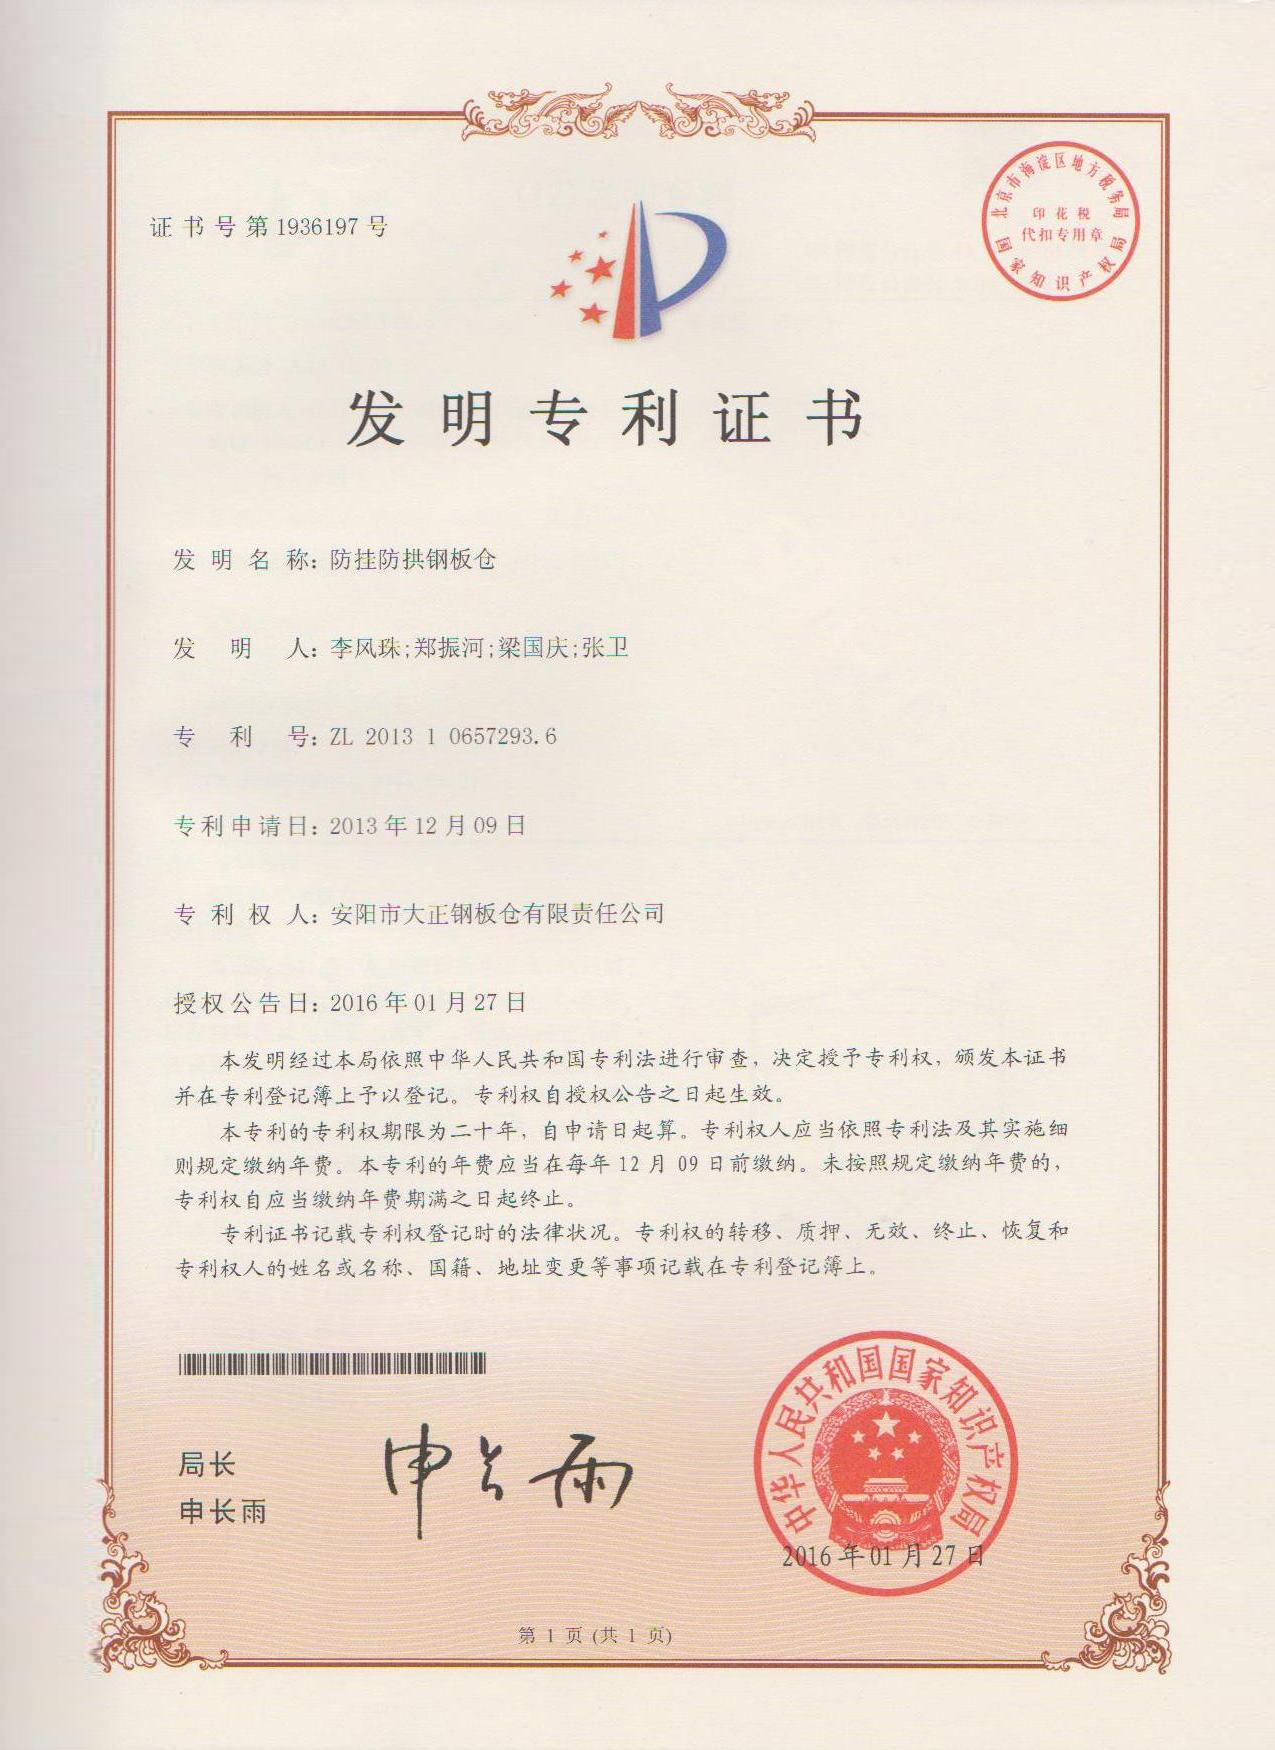 证书号第1936197号
北京市海淀区地方税务局
印花税
代扣专用章
国家知识产权局
发明专利证书
发明名称：防挂防拱钢板仓
发明人：李风珠;郑振河;梁国庆;张卫
专利号：ZL 2013 1 0657293.6
专利申请日：2013年12月09日
专利权人：安阳市大正钢板仓有限责任公司
授权公告日：2016年01月27日
本发明经过本局依照中华人民共和国专利法进行审查，决定授予专利权，颁发本证书
并在专利登记簿上予以登记。专利权自授权公告之日起生效。
本专利的专利权期限为二十年，自申请日起算。专利权人应当依照专利法及其实施细
则规定缴纳年费。本专利的年费应当在每年12月09日前缴纳。未按照规定缴纳年费的，
专利权自应当缴纳年费期满之日起终止。
专利证书记载专利权登记时的法律状况。专利权的转移、质押、无效、终止、恢复和
专利权人的姓名或名称、国籍、地址变更等事项记载在专利登记簿上。
局长
申长雨
申长雨
中华人民共和国国家知识产权局
2016年01月27日
第1页(共1页)